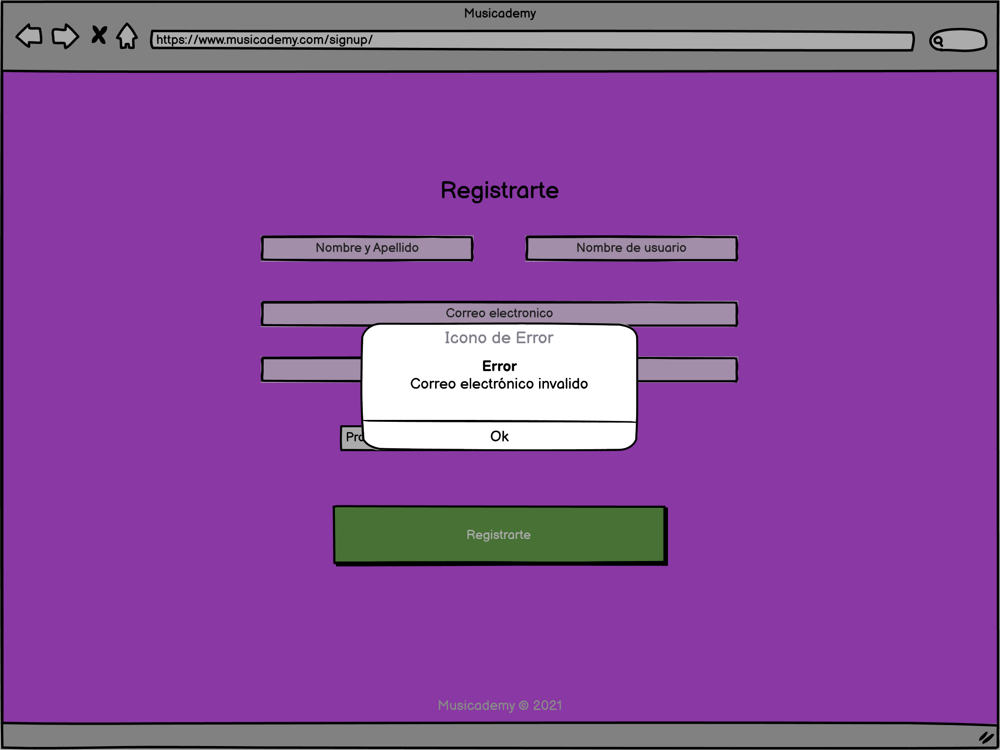 Musicademy
https://www.musicademy.com/signup/
Registrarte
Nombre y Apellido
Nombre de usuario
Correo electronico
Icono de Error
Error
Correo electrónico invalido
Ok
Registrarte
Musicademy © 2021